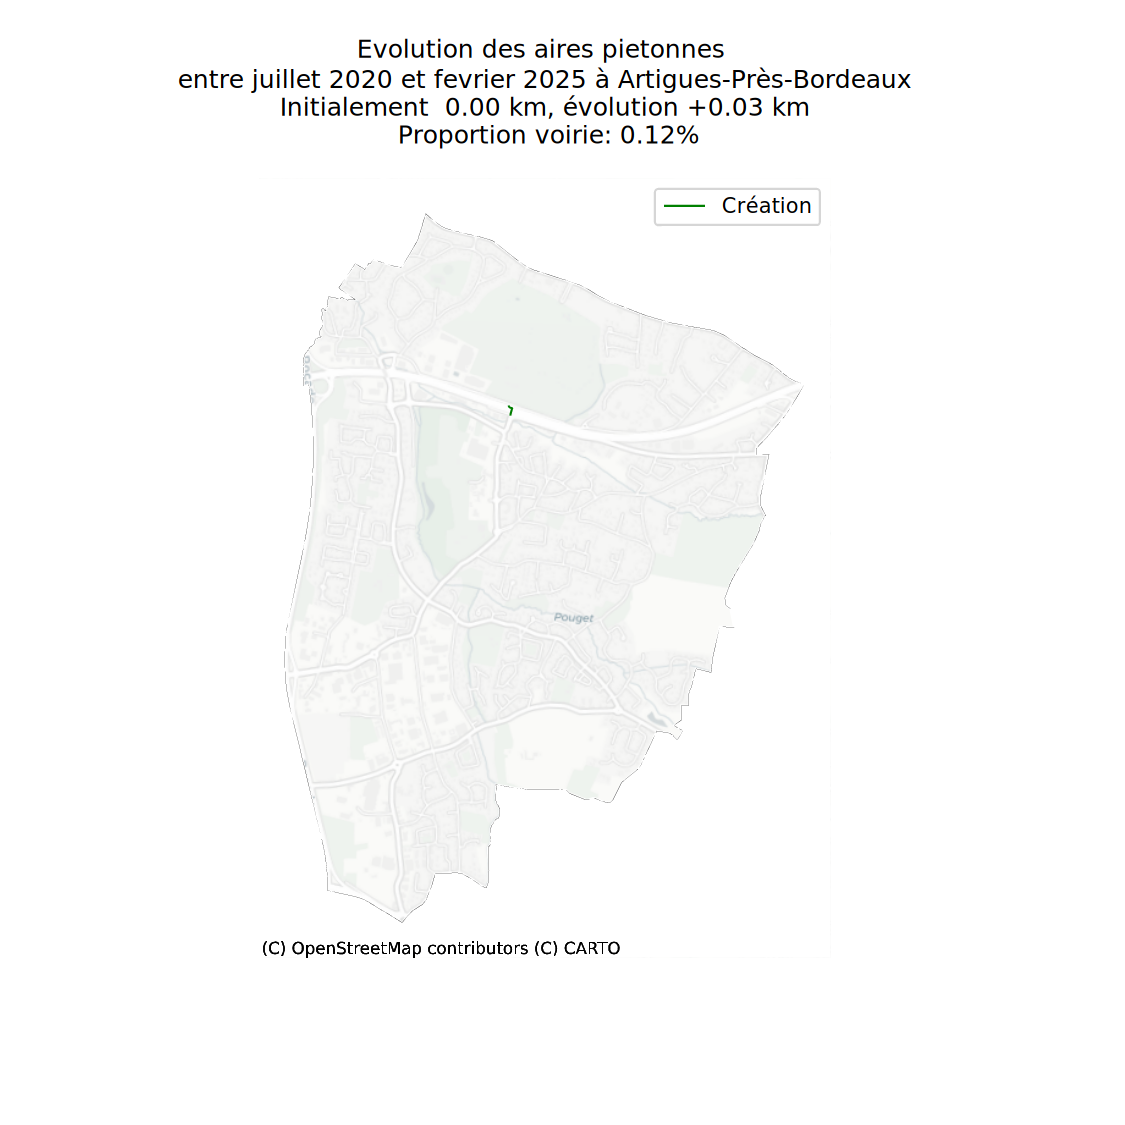 Evolution des aires pietonnes
entre juillet 2020 et fevrier 2025 à Artigues-Près-Bordeaux
Initialement  0.00 km, évolution +0.03 km
Proportion voirie: 0.12%
Création
Pouget
(C) OpenStreetMap contributors (C) CARTO